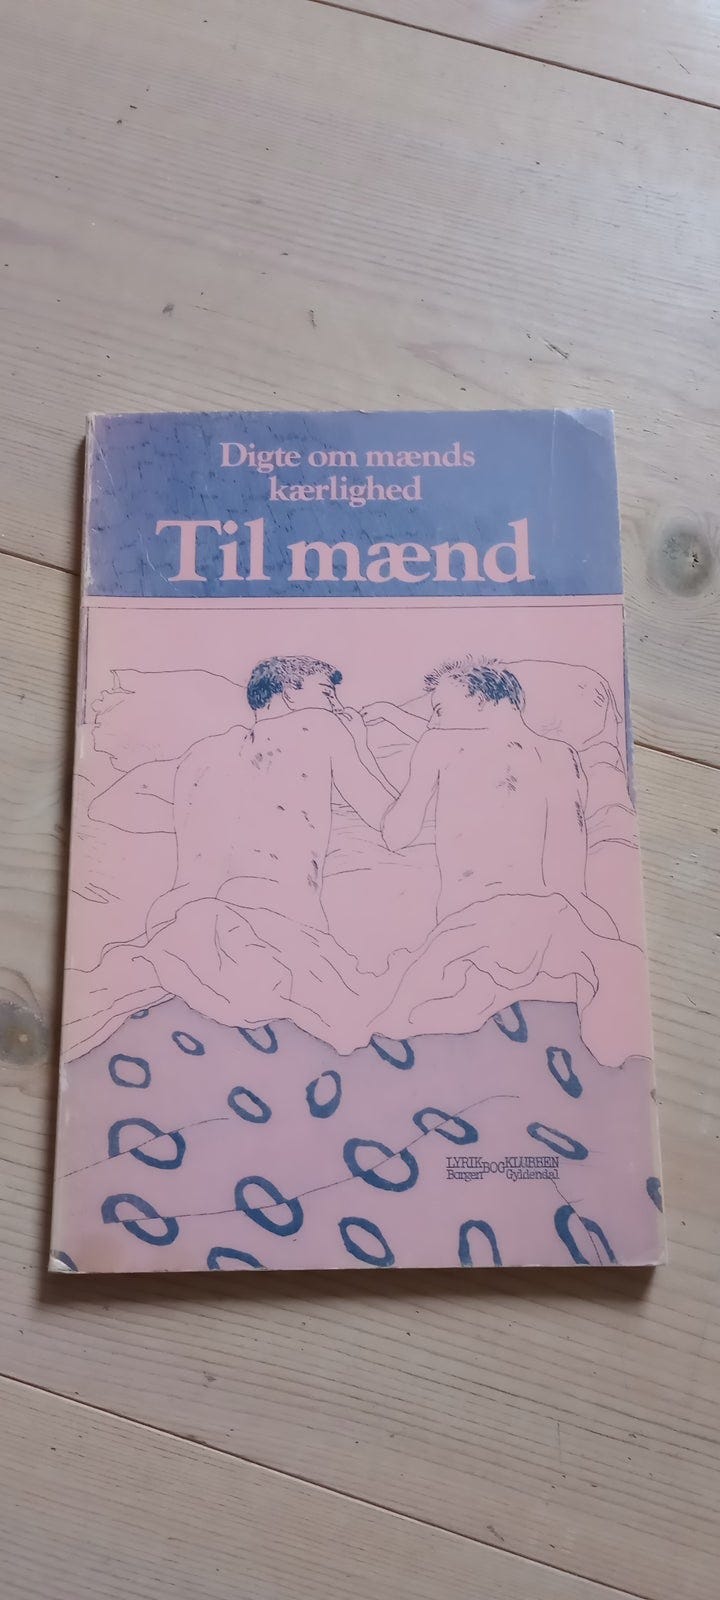 Digte om mænds
kærlighed
Til mænd
LYRIK BOG KLUBBEN
Borgen Gyldendal